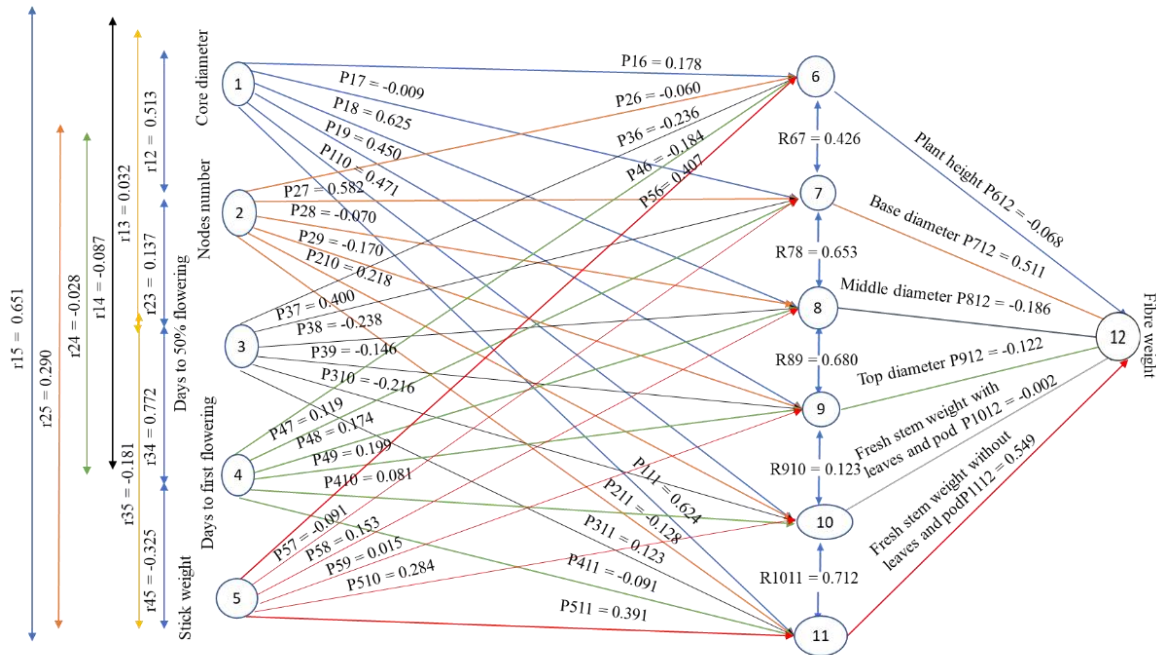 r15 = 0.651
r25 = 0.290
r24 = -0.028
r14 = -0.087
r13 = 0.032
r35 = -0.181
r12 = 0.513
r23 = 0.137
r34 = 0.772
r45 = -0.325
Core diameter
Nodes number
Days to 50% flowering
Days to first flowering
Stick weight
1
2
3
4
5
P16 = 0.178
P17 = -0.009
P18 = 0.625
P19 = 0.450
P110 = 0.471
P26 = -0.060
P36 = -0.236
P46 = -0.184
P56= 0.407
P27 = 0.582
P28 = -0.070
P29 = -0.170
P210 = 0.218
P37 = 0.400
P38 = -0.238
P39 = -0.146
P310 = -0.216
P47 = 0.119
P48 = 0.174
P49 = 0.199
P410 = 0.081
P57 = -0.091
P58 = 0.153
P59 = 0.015
P510 = 0.284
P111 = 0.624
P211 = -0.128
P311 = 0.123
P411 = -0.091
P511 = 0.391
6
R67 = 0.426
7
R78 = 0.653
8
R89 = 0.680
9
R910 = 0.123
10
R1011 = 0.712
11
Plant height P612 = -0.068
Base diameter P712 = 0.511
Middle diameter P812 = -0.186
Top diameter P912 = -0.122
Fresh stem weight with
leaves and pod P1012 = -0.002
Fresh stem weight without
leaves and podP1112 = 0.549
12
Fibre weight